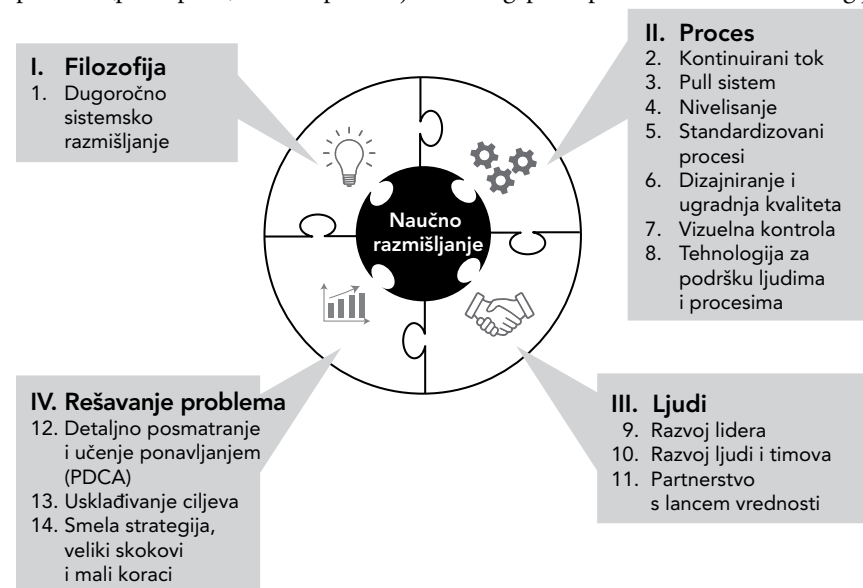 I. Filozofija
1. Dugoročno
sistemsko
razmišljanje
II. Proces
2. Kontinuirani tok
3. Pull sistem
4. Nivelisanje
5. Standardizovani
procesi
6. Dizajniranje i
ugradnja kvaliteta
7. Vizuelna kontrola
8. Tehnologija za
podršku ljudima
i procesima
Naučno
razmišljanje
IV. Rešavanje problema
12. Detaljno posmatranje
i učenje ponavljanjem
(PDCA)
13. Usklađivanje ciljeva
14. Smela strategija,
veliki skokovi
i mali koraci
III. Ljudi
9. Razvoj lidera
10. Razvoj ljudi i timova
11. Partnerstvo
s lancem vrednosti